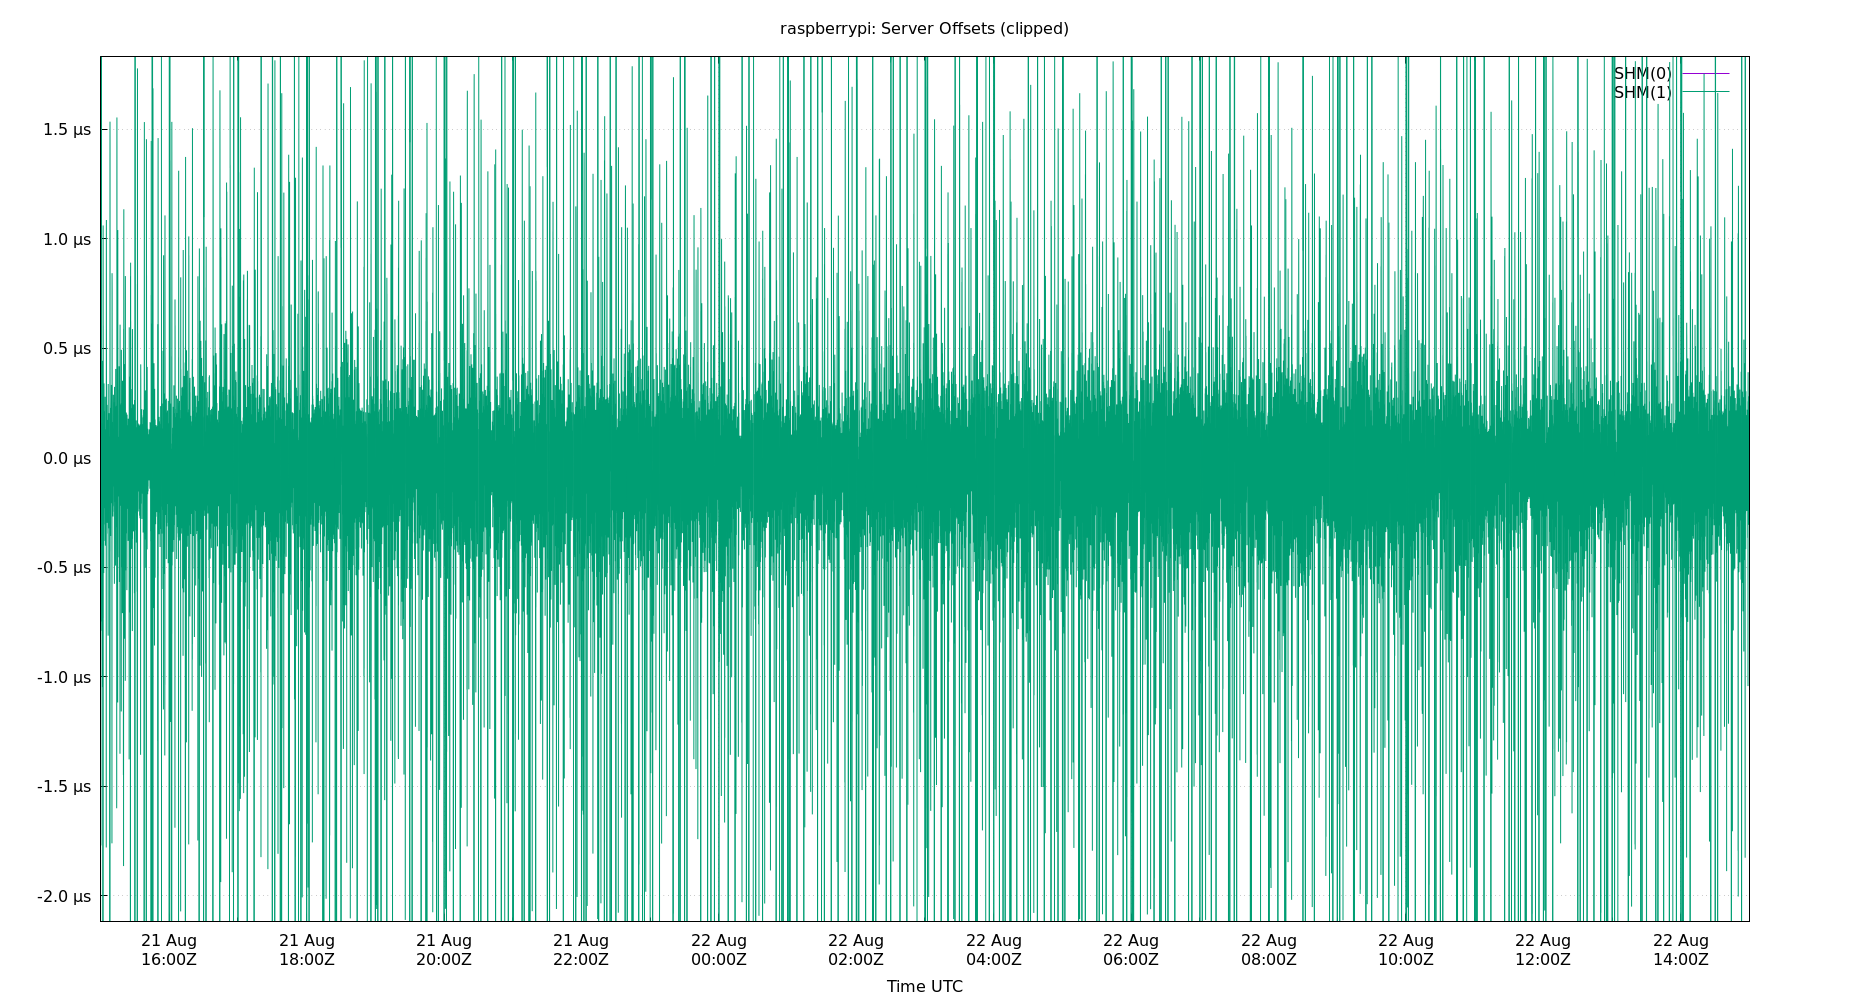 raspberrypi: Server Offsets (clipped)
SHM(0)
SHM(1)
1.5 µs
1.0 µs
0.5 µs
0.0 µs
-0.5 µs
-1.0 µs
-1.5 µs
-2.0 µs
21 Aug 21 Aug 21 Aug 21 Aug 22 Aug 22 Aug 22 Aug 22 Aug 22 Aug 22 Aug 22 Aug 22 Aug
16:00Z 18:00Z 20:00Z 22:00Z 00:00Z 02:00Z 04:00Z 06:00Z 08:00Z 10:00Z 12:00Z 14:00Z
Time UTC